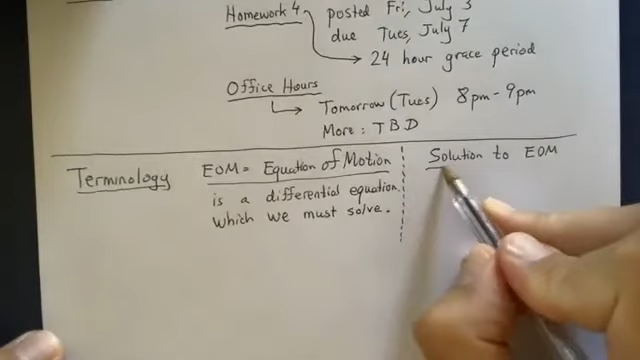 Homework 4 posted Fri, July 3
due Tues, July 7
24 hour grace period
Office Hours
Tomorrow (Tues) 8pm - 9pm
More : TBD
Terminology
EOM = Equation of Motion
is a differential equation
which we must solve.
Solution to EOM